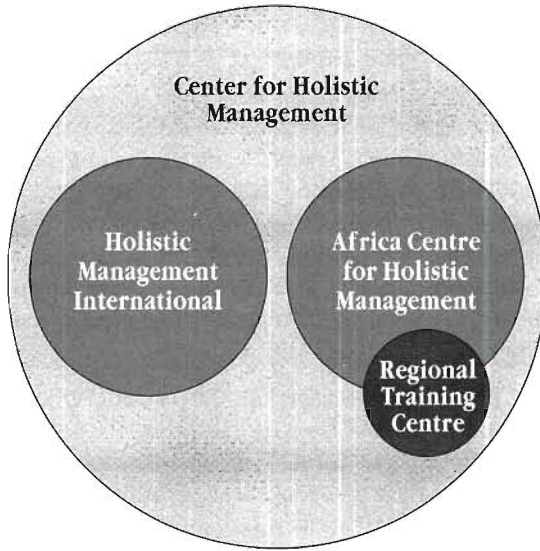 Center for Holistic
Management
Holistic
Management
International
Africa Centre
for Holistic
Management
Regional
Training
Centre